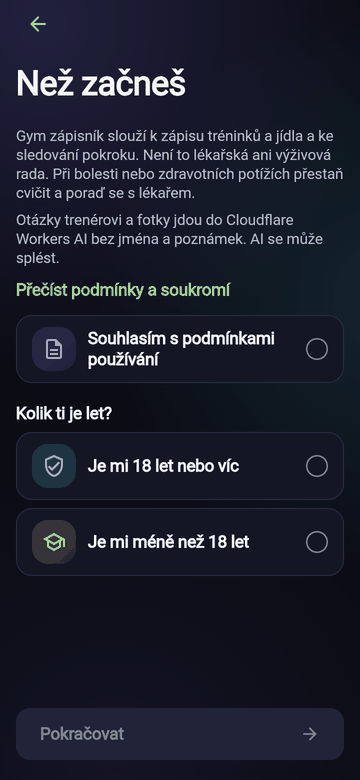 Než začneš
Gym zápisník slouží k zápisu tréninků a jídla a ke
sledování pokroku. Není to lékařská ani výživová
rada. Při bolesti nebo zdravotních potížích přestaň
cvičit a poraď se s lékařem.
Otázky trenérovi a fotky jdou do Cloudflare
Workers AI bez jména a poznámek. AI se může
splést.
Přečíst podmínky a soukromí
Souhlasím s podmínkami
používání
Kolik ti je let?
Je mi 18 let nebo víc
Je mi méně než 18 let
Pokračovat